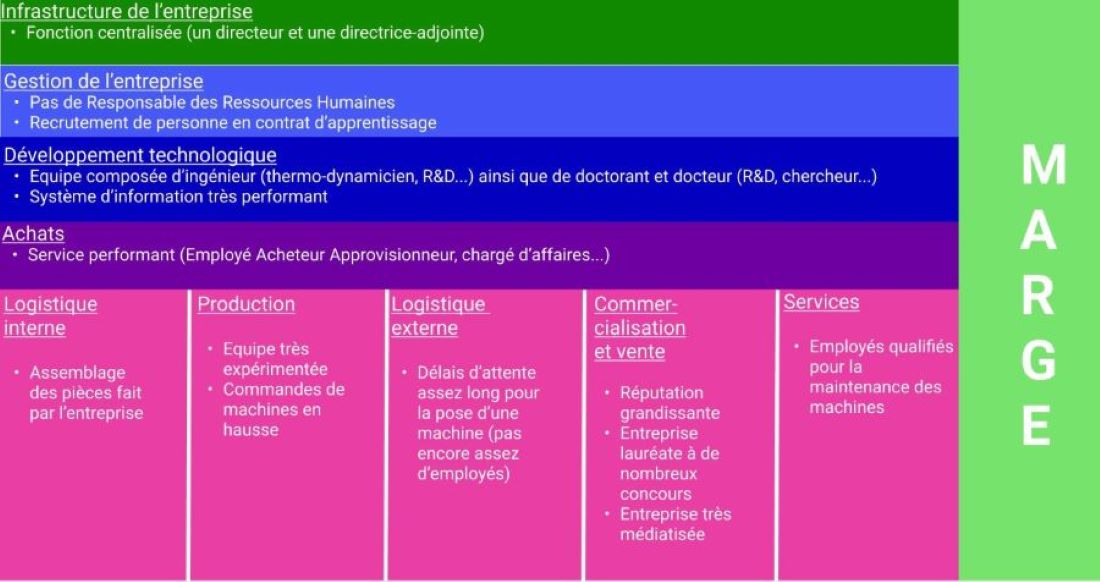 Infrastructure de l'entreprise
• Fonction centralisée (un directeur et une directrice-adjointe)
Gestion de l'entreprise
• Pas de Responsable des Ressources Humaines
• Recrutement de personne en contrat d'apprentissage
Développement technologique
• Equipe composée d'ingénieur (thermo-dynamicien, R&D...) ainsi que de doctorant et docteur (R&D, chercheur...)
• Système d'information très performant
Achats
• Service performant (Employé Acheteur Approvisionneur, chargé d'affaires...)
Logistique
interne
• Assemblage
des pièces fait
par l'entreprise
Production
• Equipe très
expérimentée
• Commandes de
machines en
hausse
Logistique
externe
• Délais d'attente
assez long pour
la pose d'une
machine (pas
encore assez
d'employés)
Commer-
cialisation
et vente
• Réputation
grandissante
• Entreprise
lauréate à de
nombreux
concours
• Entreprise très
médiatisée
Services
• Employés qualifiés
pour la
maintenance des
machines
M
A
R
G
E